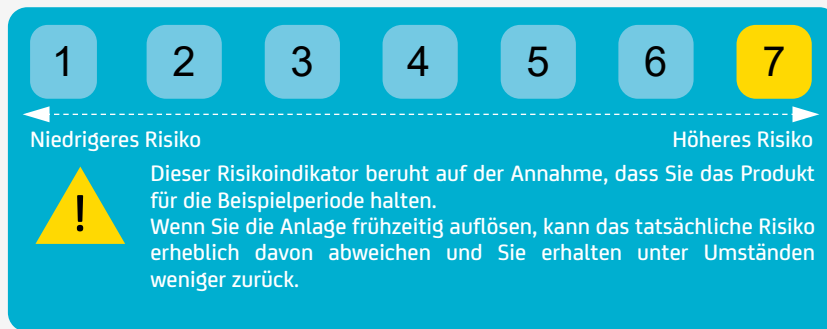 1 2 3 4 5 6 7
Niedrigeres Risiko Höheres Risiko
Dieser Risikoindikator beruht auf der Annahme, dass Sie das Produkt
für die Beispielperiode halten.
Wenn Sie die Anlage frühzeitig auflösen, kann das tatsächliche Risiko
erheblich davon abweichen und Sie erhalten unter Umständen
weniger zurück.
!